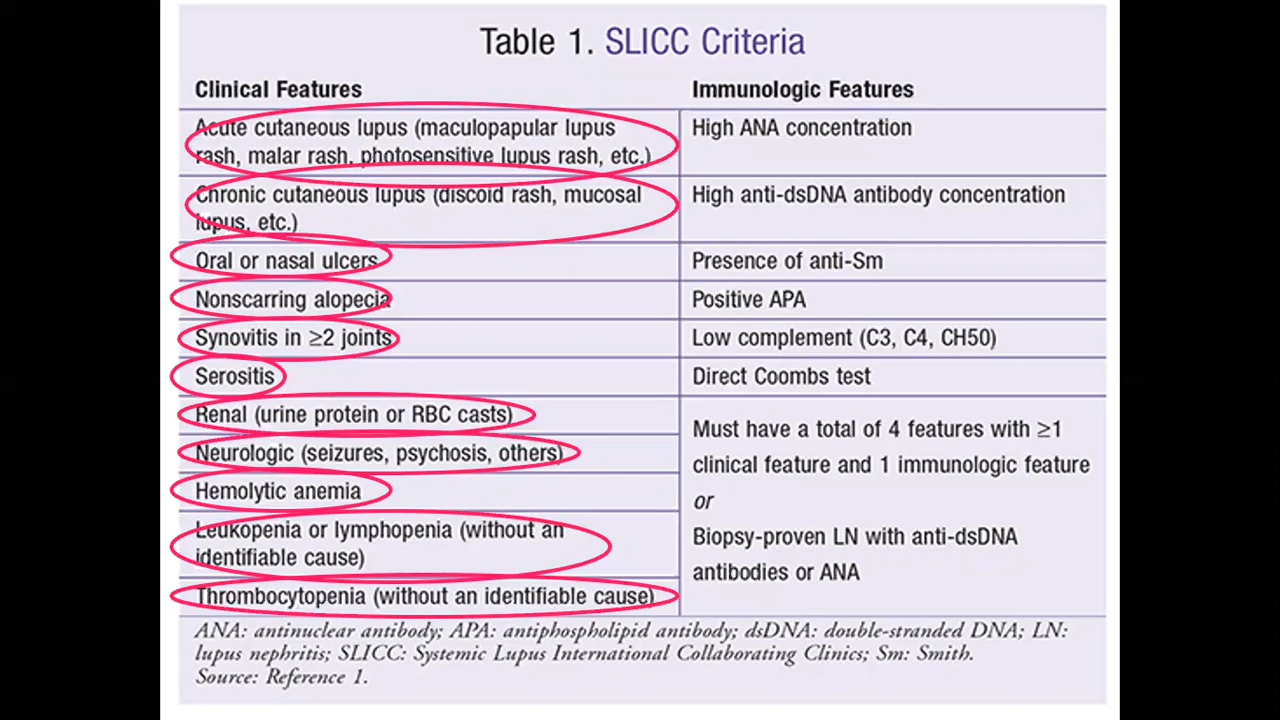 Table 1. SLICC Criteria
Clinical Features
Immunologic Features
Acute cutaneous lupus (maculopapular lupus
rash, malar rash, photosensitive lupus rash, etc.)
High ANA concentration
Chronic cutaneous lupus (discoid rash, mucosal
lupus, etc.)
High anti-dsDNA antibody concentration
Oral or nasal ulcers
Presence of anti-Sm
Nonscarring alopecia
Positive APA
Synovitis in ≥2 joints
Low complement (C3, C4, CH50)
Serositis
Direct Coombs test
Renal (urine protein or RBC casts)
Neurologic (seizures, psychosis, others)
Hemolytic anemia
Leukopenia or lymphopenia (without an
identifiable cause)
Thrombocytopenia (without an identifiable cause)
Must have a total of 4 features with ≥1
clinical feature and 1 immunologic feature
or
Biopsy-proven LN with anti-dsDNA
antibodies or ANA
ANA: antinuclear antibody; APA: antiphospholipid antibody; dsDNA: double-stranded DNA; LN:
lupus nephritis; SLICC: Systemic Lupus International Collaborating Clinics; Sm: Smith.
Source: Reference 1.